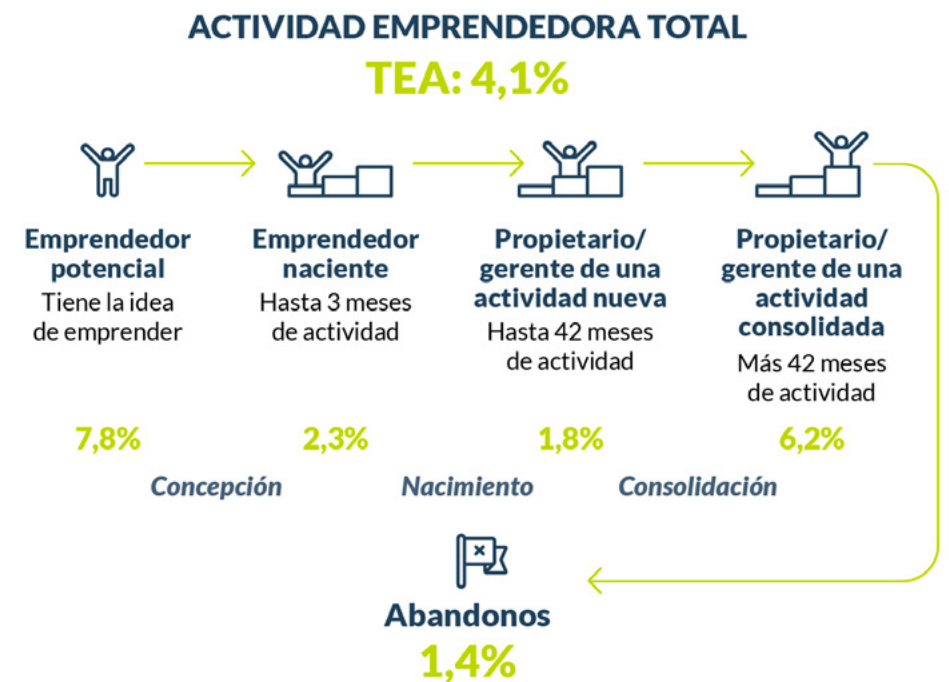 ACTIVIDAD EMPRENDEDORA TOTAL
TEA: 4,1%
Emprendedor
potencial
Tiene la idea
de emprender
7,8%
Emprendedor
naciente
Hasta 3 meses
de actividad
2,3%
Propietario/
gerente de una
actividad nueva
Hasta 42 meses
de actividad
1,8%
Propietario/
gerente de una
actividad
consolidada
Más 42 meses
de actividad
6,2%
Concepción
Nacimiento
Consolidación
Abandonos
1,4%